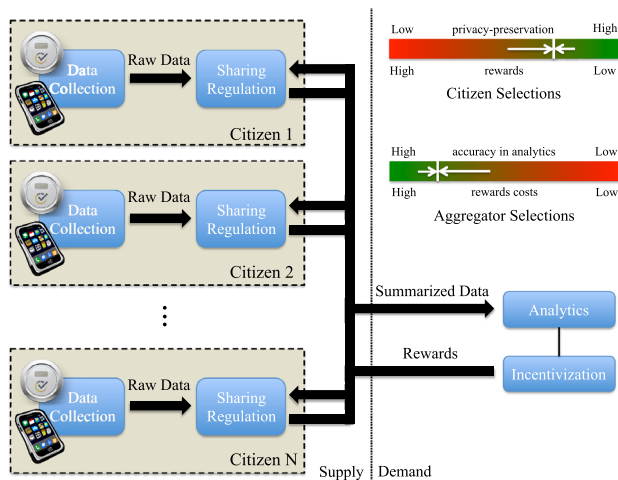 Data
Collection
Raw Data
Sharing
Regulation
Citizen 1
Data
Collection
Raw Data
Sharing
Regulation
Citizen 2
Data
Collection
Raw Data
Sharing
Regulation
Citizen N
Supply
Demand
Low
privacy-preservation
High
High
rewards
Low
Citizen Selections
High
accuracy in analytics
Low
High
rewards costs
Low
Aggregator Selections
Summarized Data
Analytics
Rewards
Incentivization